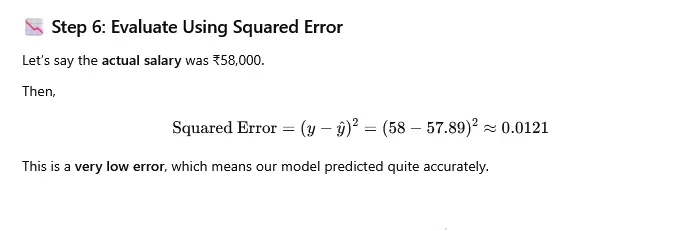 📉 Step 6: Evaluate Using Squared Error
Let's say the actual salary was ₹58,000.
Then,
Squared Error = (y − ŷ)² = (58 − 57.89)² ≈ 0.0121
This is a very low error, which means our model predicted quite accurately.